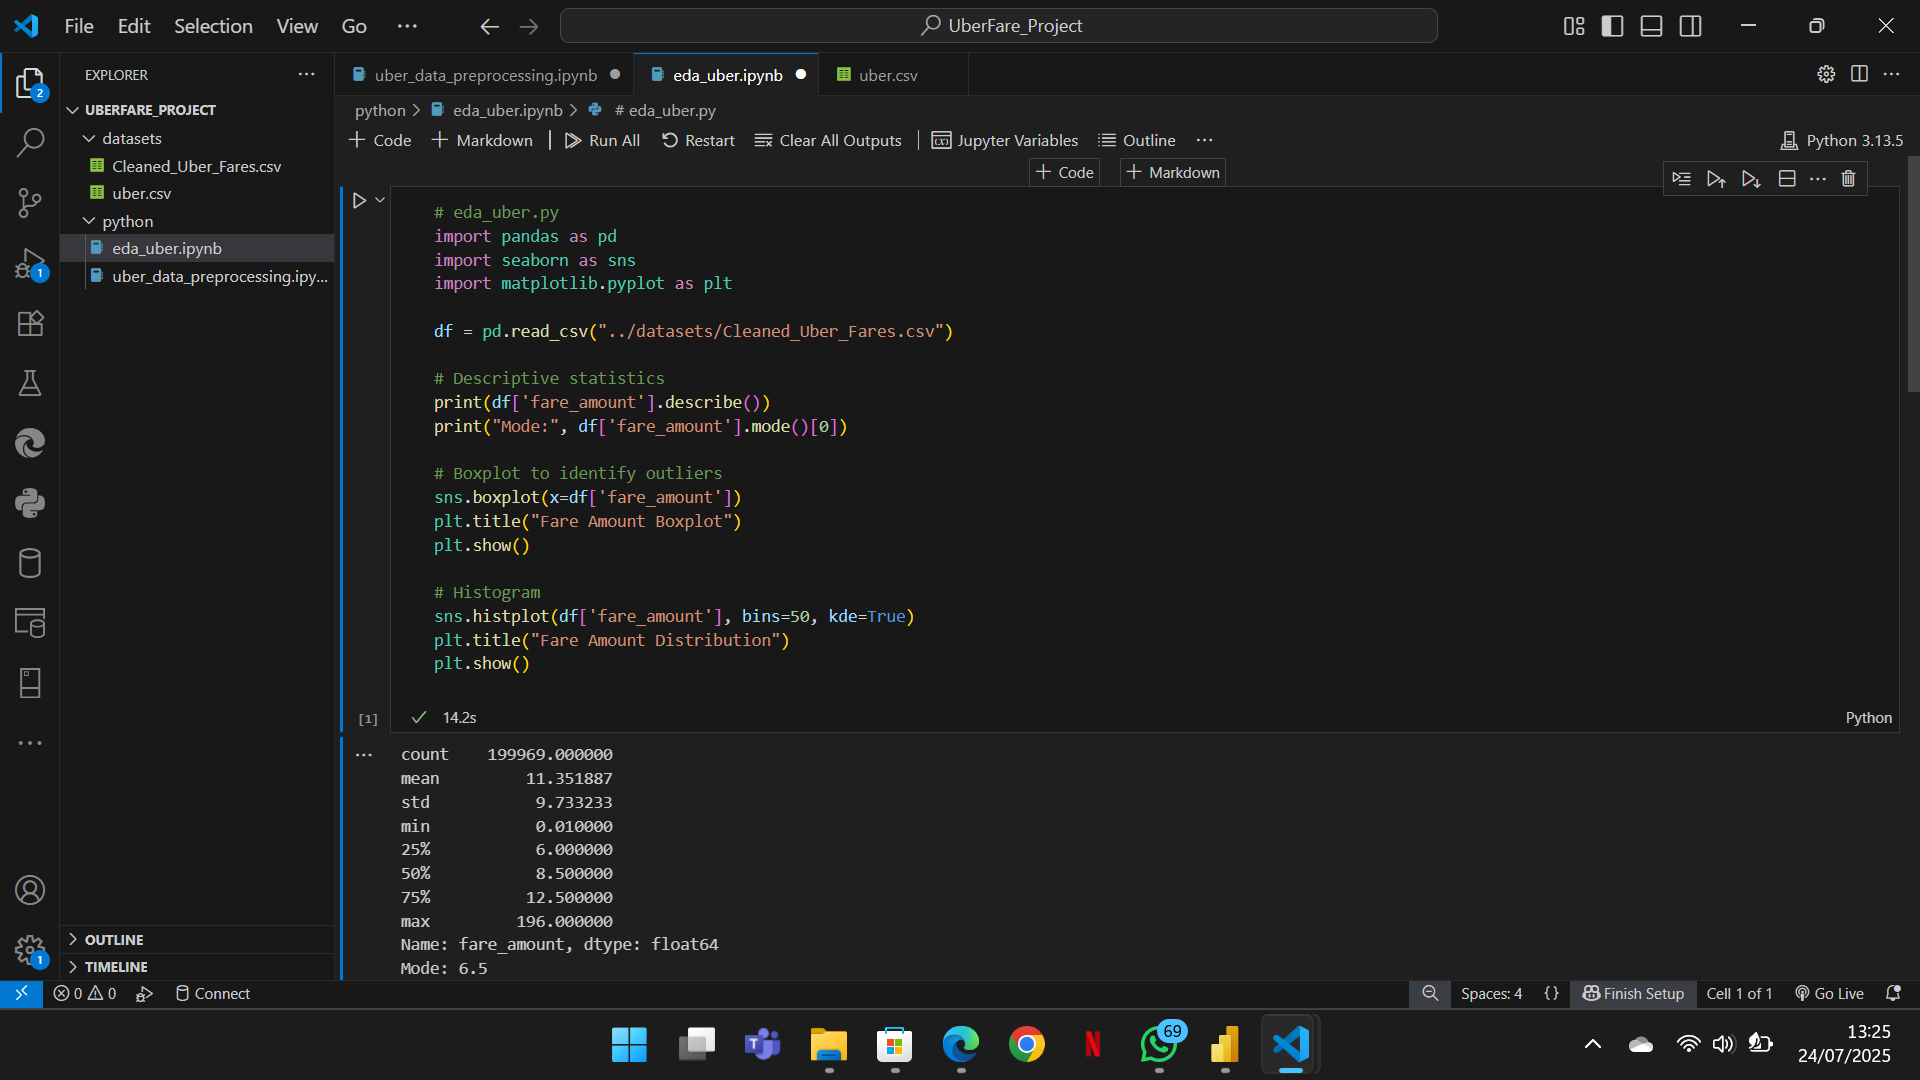 File Edit Selection View Go ···
UberFare_Project
EXPLORER
UBERFARE_PROJECT
datasets
Cleaned_Uber_Fares.csv
uber.csv
python
eda_uber.ipynb
uber_data_preprocessing.ipy...
OUTLINE
TIMELINE
2
1
1
uber_data_preprocessing.ipynb
eda_uber.ipynb
uber.csv
python > eda_uber.ipynb > # eda_uber.py
+ Code + Markdown Run All Restart Clear All Outputs Jupyter Variables Outline ···
Python 3.13.5
+ Code + Markdown
# eda_uber.py
import pandas as pd
import seaborn as sns
import matplotlib.pyplot as plt
df = pd.read_csv("../datasets/Cleaned_Uber_Fares.csv")
# Descriptive statistics
print(df['fare_amount'].describe())
print("Mode:", df['fare_amount'].mode()[0])
# Boxplot to identify outliers
sns.boxplot(x=df['fare_amount'])
plt.title("Fare Amount Boxplot")
plt.show()
# Histogram
sns.histplot(df['fare_amount'], bins=50, kde=True)
plt.title("Fare Amount Distribution")
plt.show()
[1] 14.2s Python
count 199969.000000
mean 11.351887
std 9.733233
min 0.010000
25% 6.000000
50% 8.500000
75% 12.500000
max 196.000000
Name: fare_amount, dtype: float64
Mode: 6.5
0 0 Connect Spaces: 4 {} Finish Setup Cell 1 of 1 Go Live
T
N
69
13:25
24/07/2025